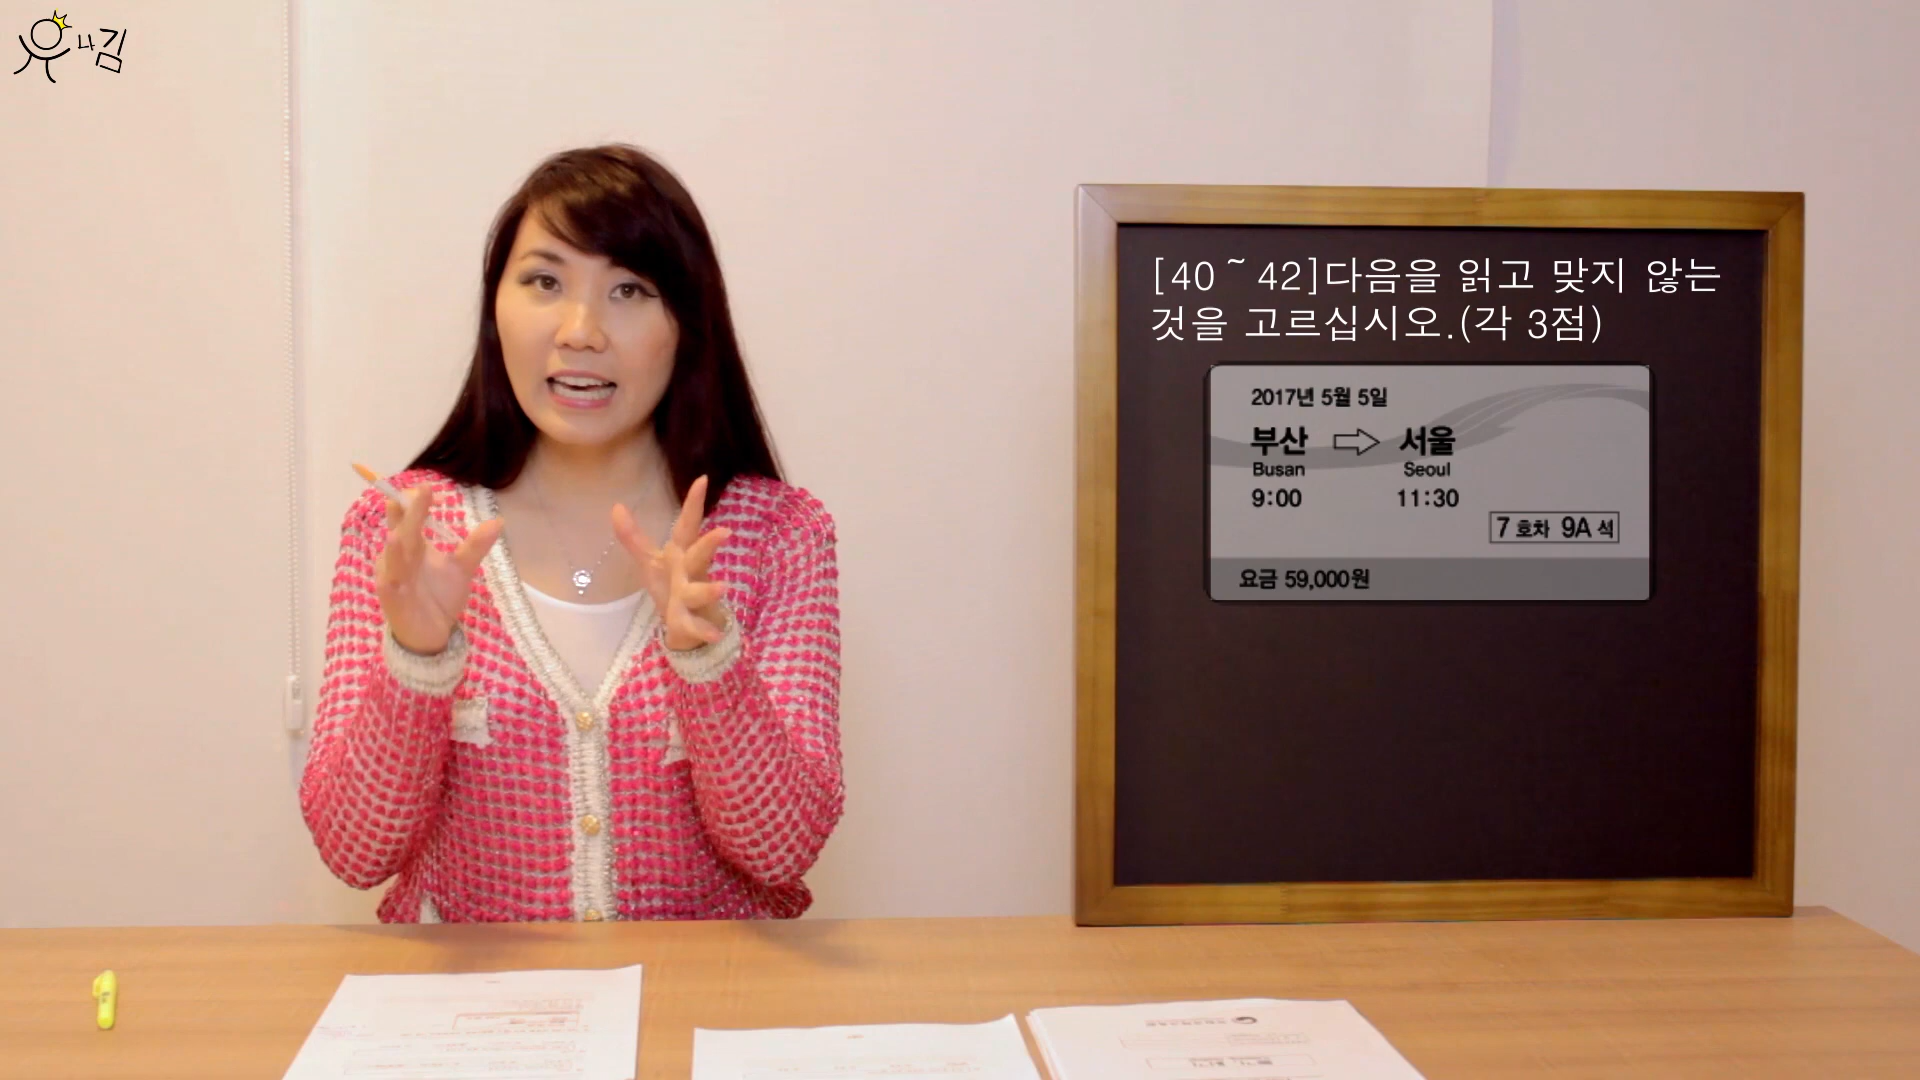 유나김
[40~42]다음을 읽고 맞지 않는
것을 고르십시오.(각 3점)
2017년 5월 5일
부산 ⇨ 서울
Busan Seoul
9:00 11:30
7 호차 9A 석
요금 59,000원